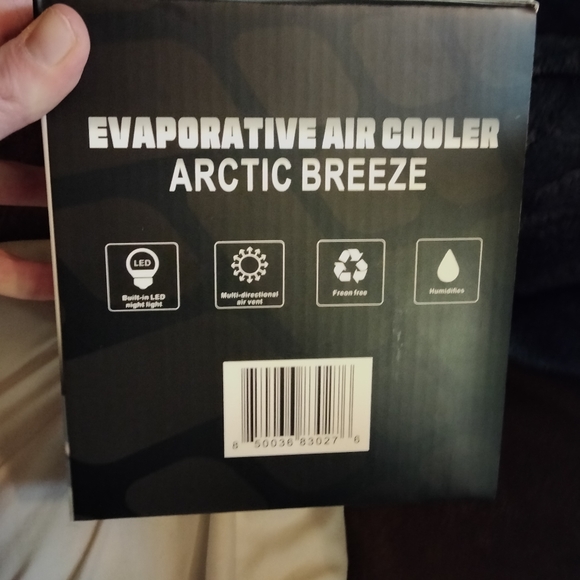 EVAPORATIVE AIR COOLER
ARCTIC BREEZE
LED
Built-in LED
night light
Multi-directional
air vent
Freon free
Humidifies
8 50036 83027 6